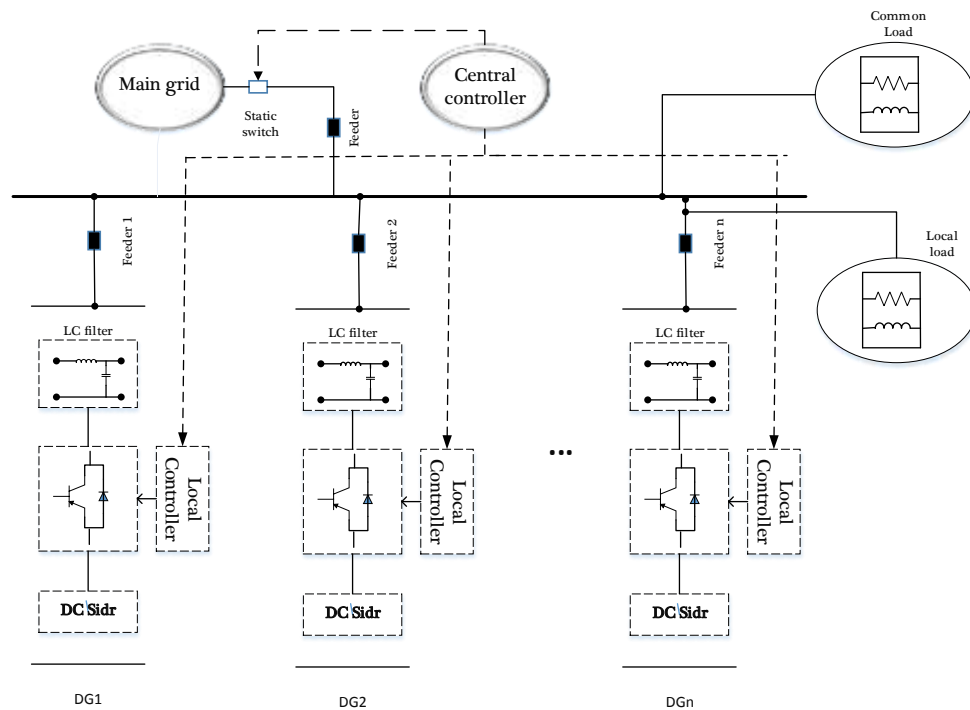 Common
Load
Main grid
Central
controller
Static
switch
Feeder
Feeder 1
Feeder 2
Feeder n
Local
load
LC filter
LC filter
LC filter
Local
Controller
Local
Controller
...
Local
Controller
DC Sidr
DC Sidr
DC Sidr
DG1
DG2
DGn